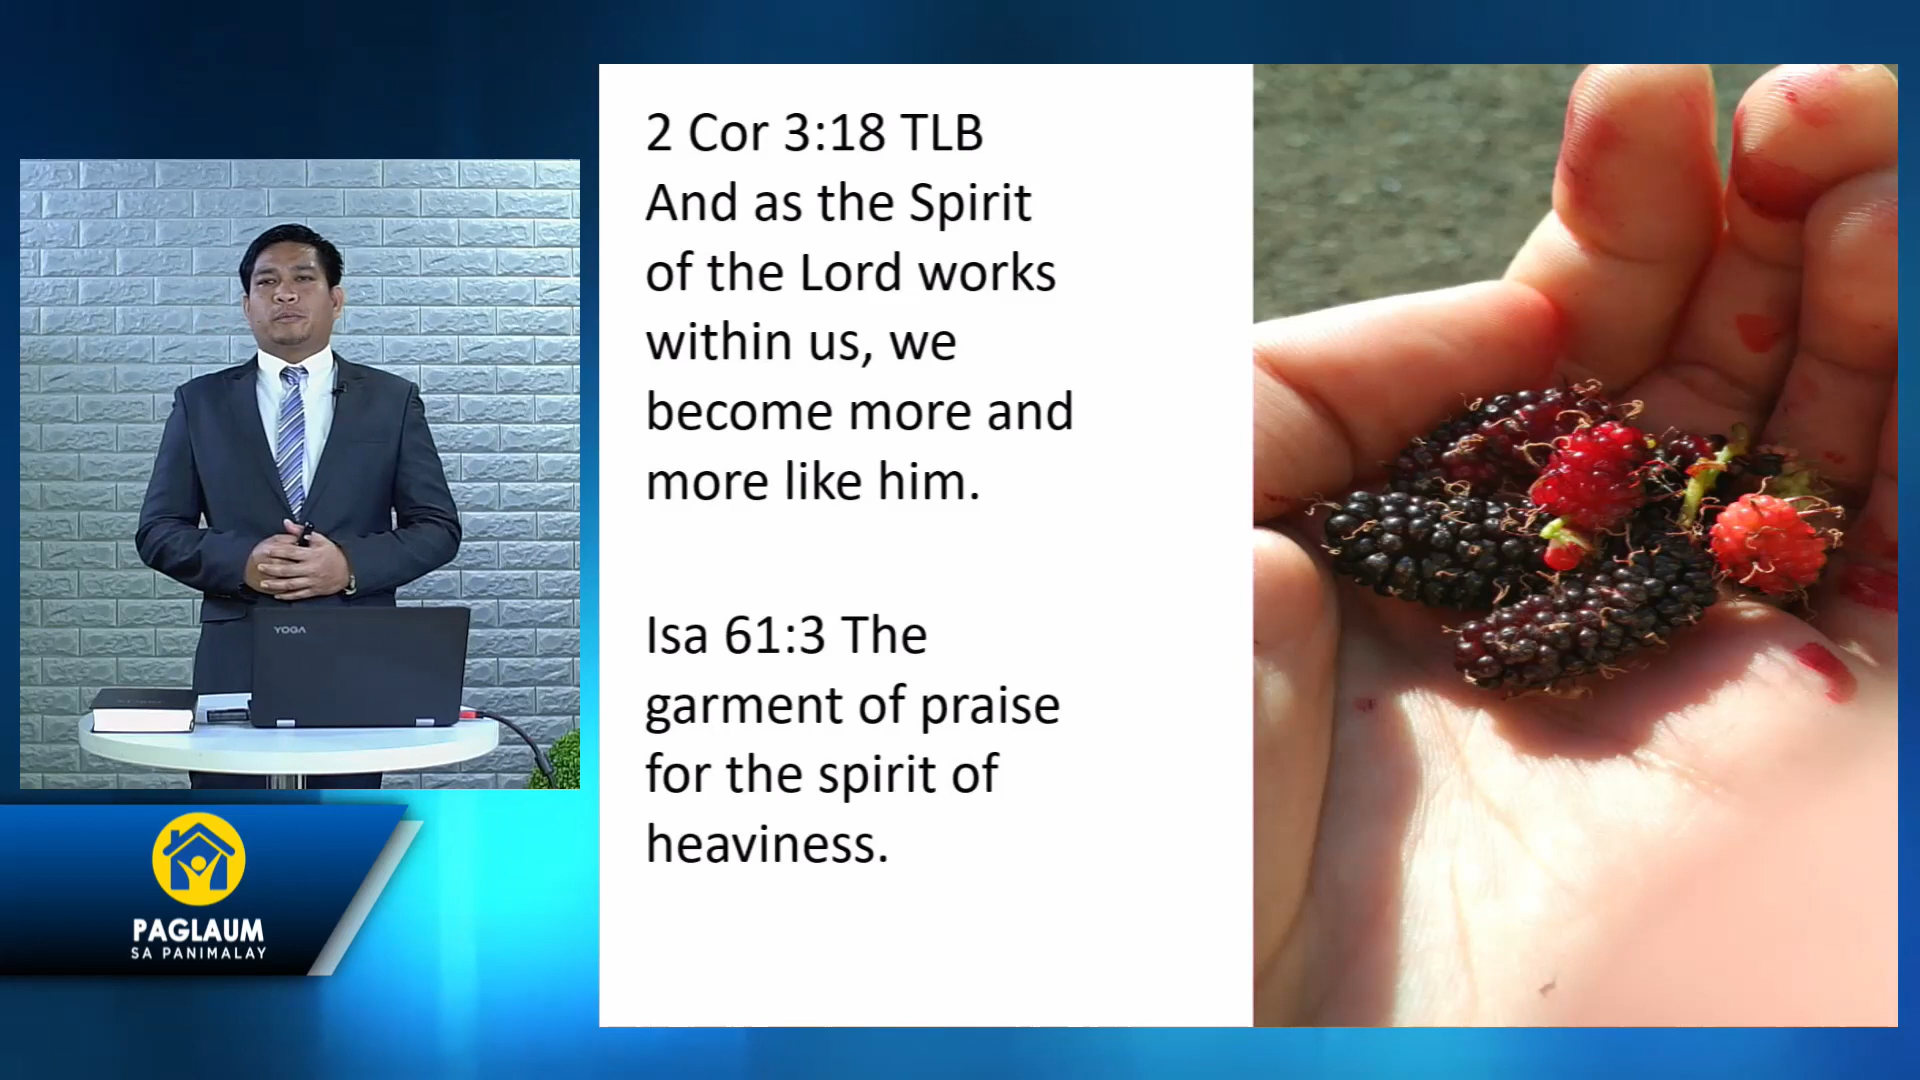 2 Cor 3:18 TLB
And as the Spirit
of the Lord works
within us, we
become more and
more like him.
Isa 61:3 The
garment of praise
for the spirit of
heaviness.
YOGA
PAGLAUM
SA PANIMALAY